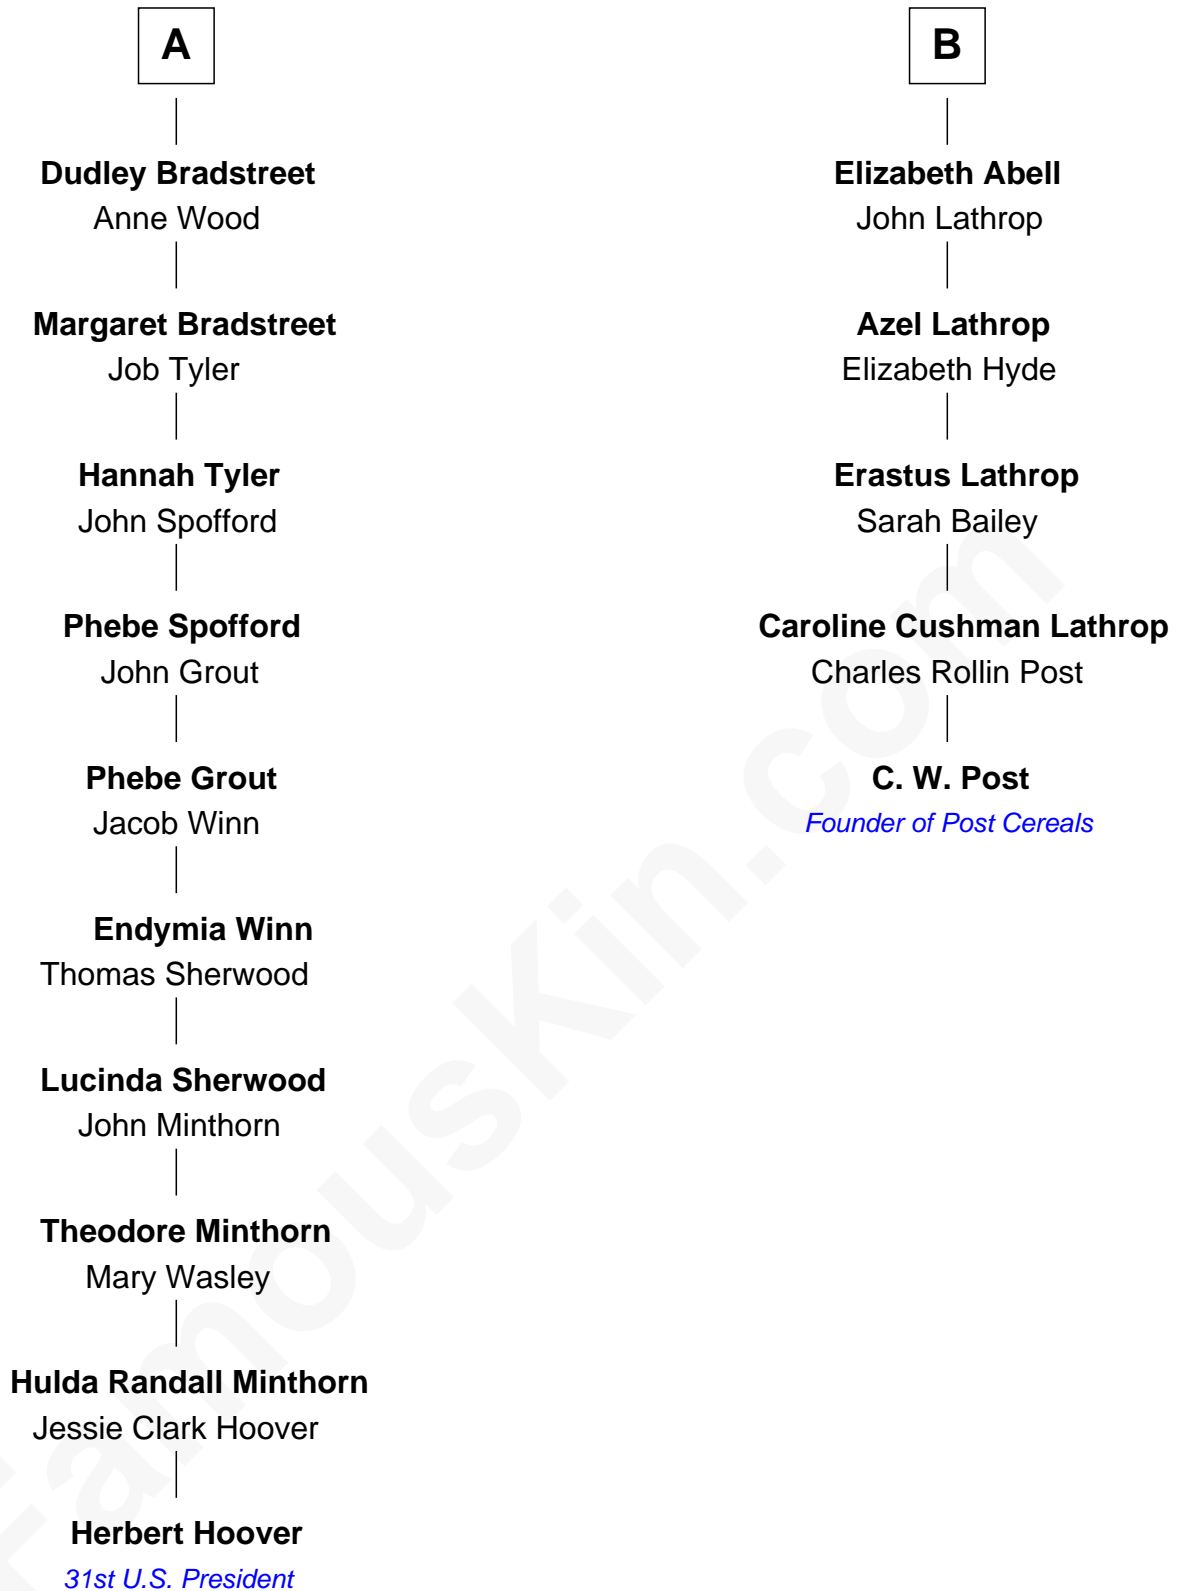 A
Dudley Bradstreet
Anne Wood
Margaret Bradstreet
Job Tyler
Hannah Tyler
John Spofford
Phebe Spofford
John Grout
Phebe Grout
Jacob Winn
Endymia Winn
Thomas Sherwood
Lucinda Sherwood
John Minthorn
Theodore Minthorn
Mary Wasley
Hulda Randall Minthorn
Jessie Clark Hoover
Herbert Hoover
31st U.S. President
B
Elizabeth Abell
John Lathrop
Azel Lathrop
Elizabeth Hyde
Erastus Lathrop
Sarah Bailey
Caroline Cushman Lathrop
Charles Rollin Post
C. W. Post
Founder of Post Cereals
FamousKin.com